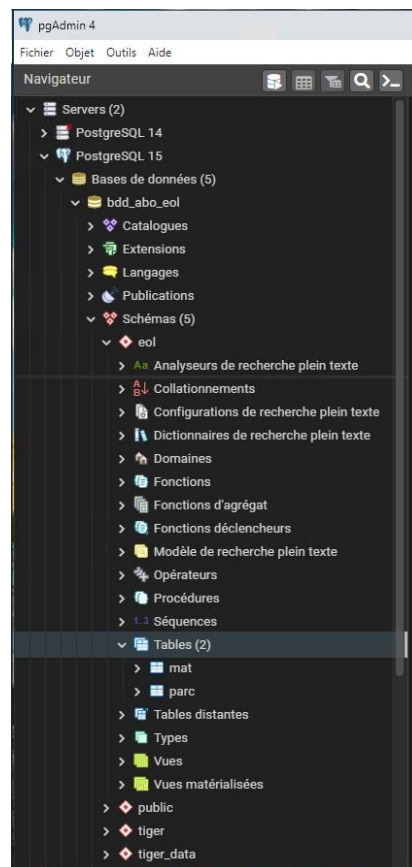 pgAdmin 4
Fichier Objet Outils Aide
Navigateur
Servers (2)
PostgreSQL 14
PostgreSQL 15
Bases de données (5)
bdd_abo_eol
Catalogues
Extensions
Langages
Publications
Schémas (5)
eol
Aa Analyseurs de recherche plein texte
Collationnements
Configurations de recherche plein texte
Dictionnaires de recherche plein texte
Domaines
Fonctions
Fonctions d'agrégat
Fonctions déclencheurs
Modèle de recherche plein texte
Opérateurs
Procédures
1..3 Séquences
Tables (2)
mat
parc
Tables distantes
Types
Vues
Vues matérialisées
public
tiger
tiger_data